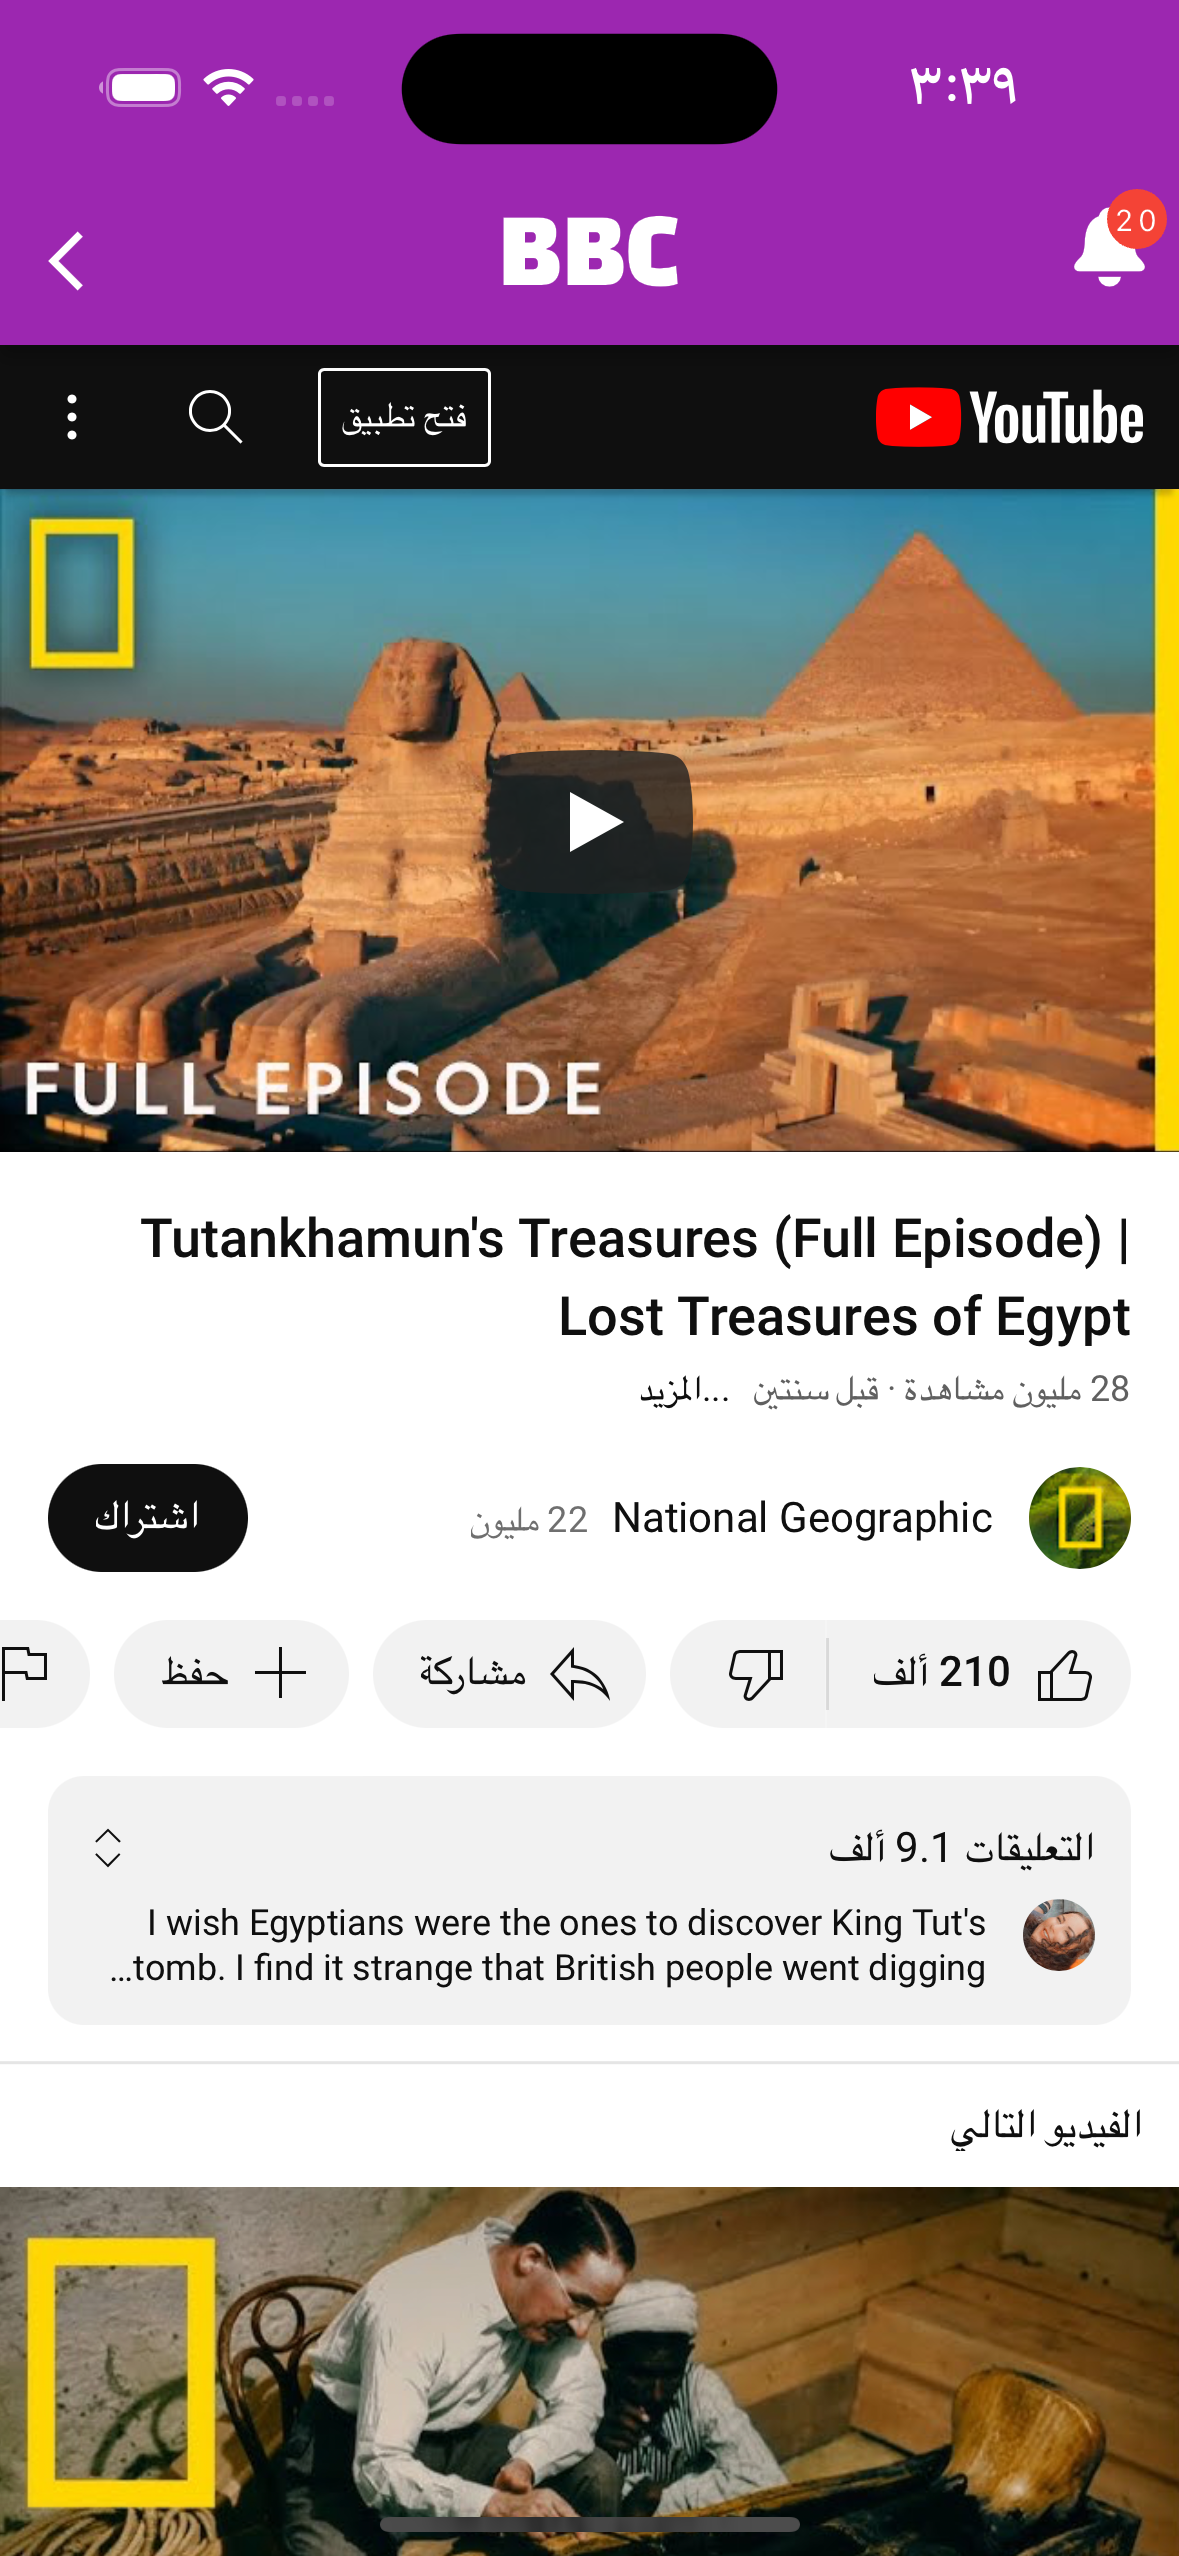 ٣:٣٩
BBC
20
YouTube
فتح تطبيق
FULL EPISODE
Tutankhamun's Treasures (Full Episode) |
Lost Treasures of Egypt
28 مليون مشاهدة · قبل سنتين ...المزيد
National Geographic 22 مليون
اشتراك
210 ألف
مشاركة
حفظ
التعليقات 9.1 ألف
I wish Egyptians were the ones to discover King Tut's
tomb. I find it strange that British people went digging...
الفيديو التالي